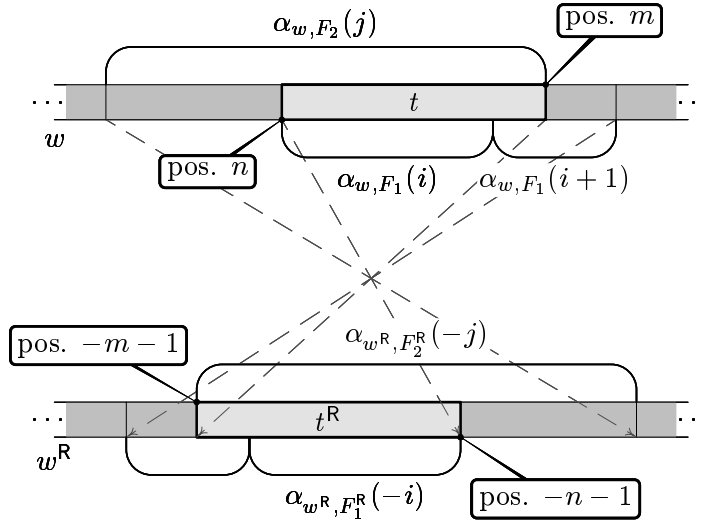 α_{w,F_2}(j)
pos. m
··· t ··
w
pos. n
α_{w,F_1}(i) α_{w,F_1}(i + 1)
α_{w^R,F_2^R}(−j)
pos. −m − 1
··· t^R ··
w^R
α_{w^R,F_1^R}(−i)
pos. −n − 1